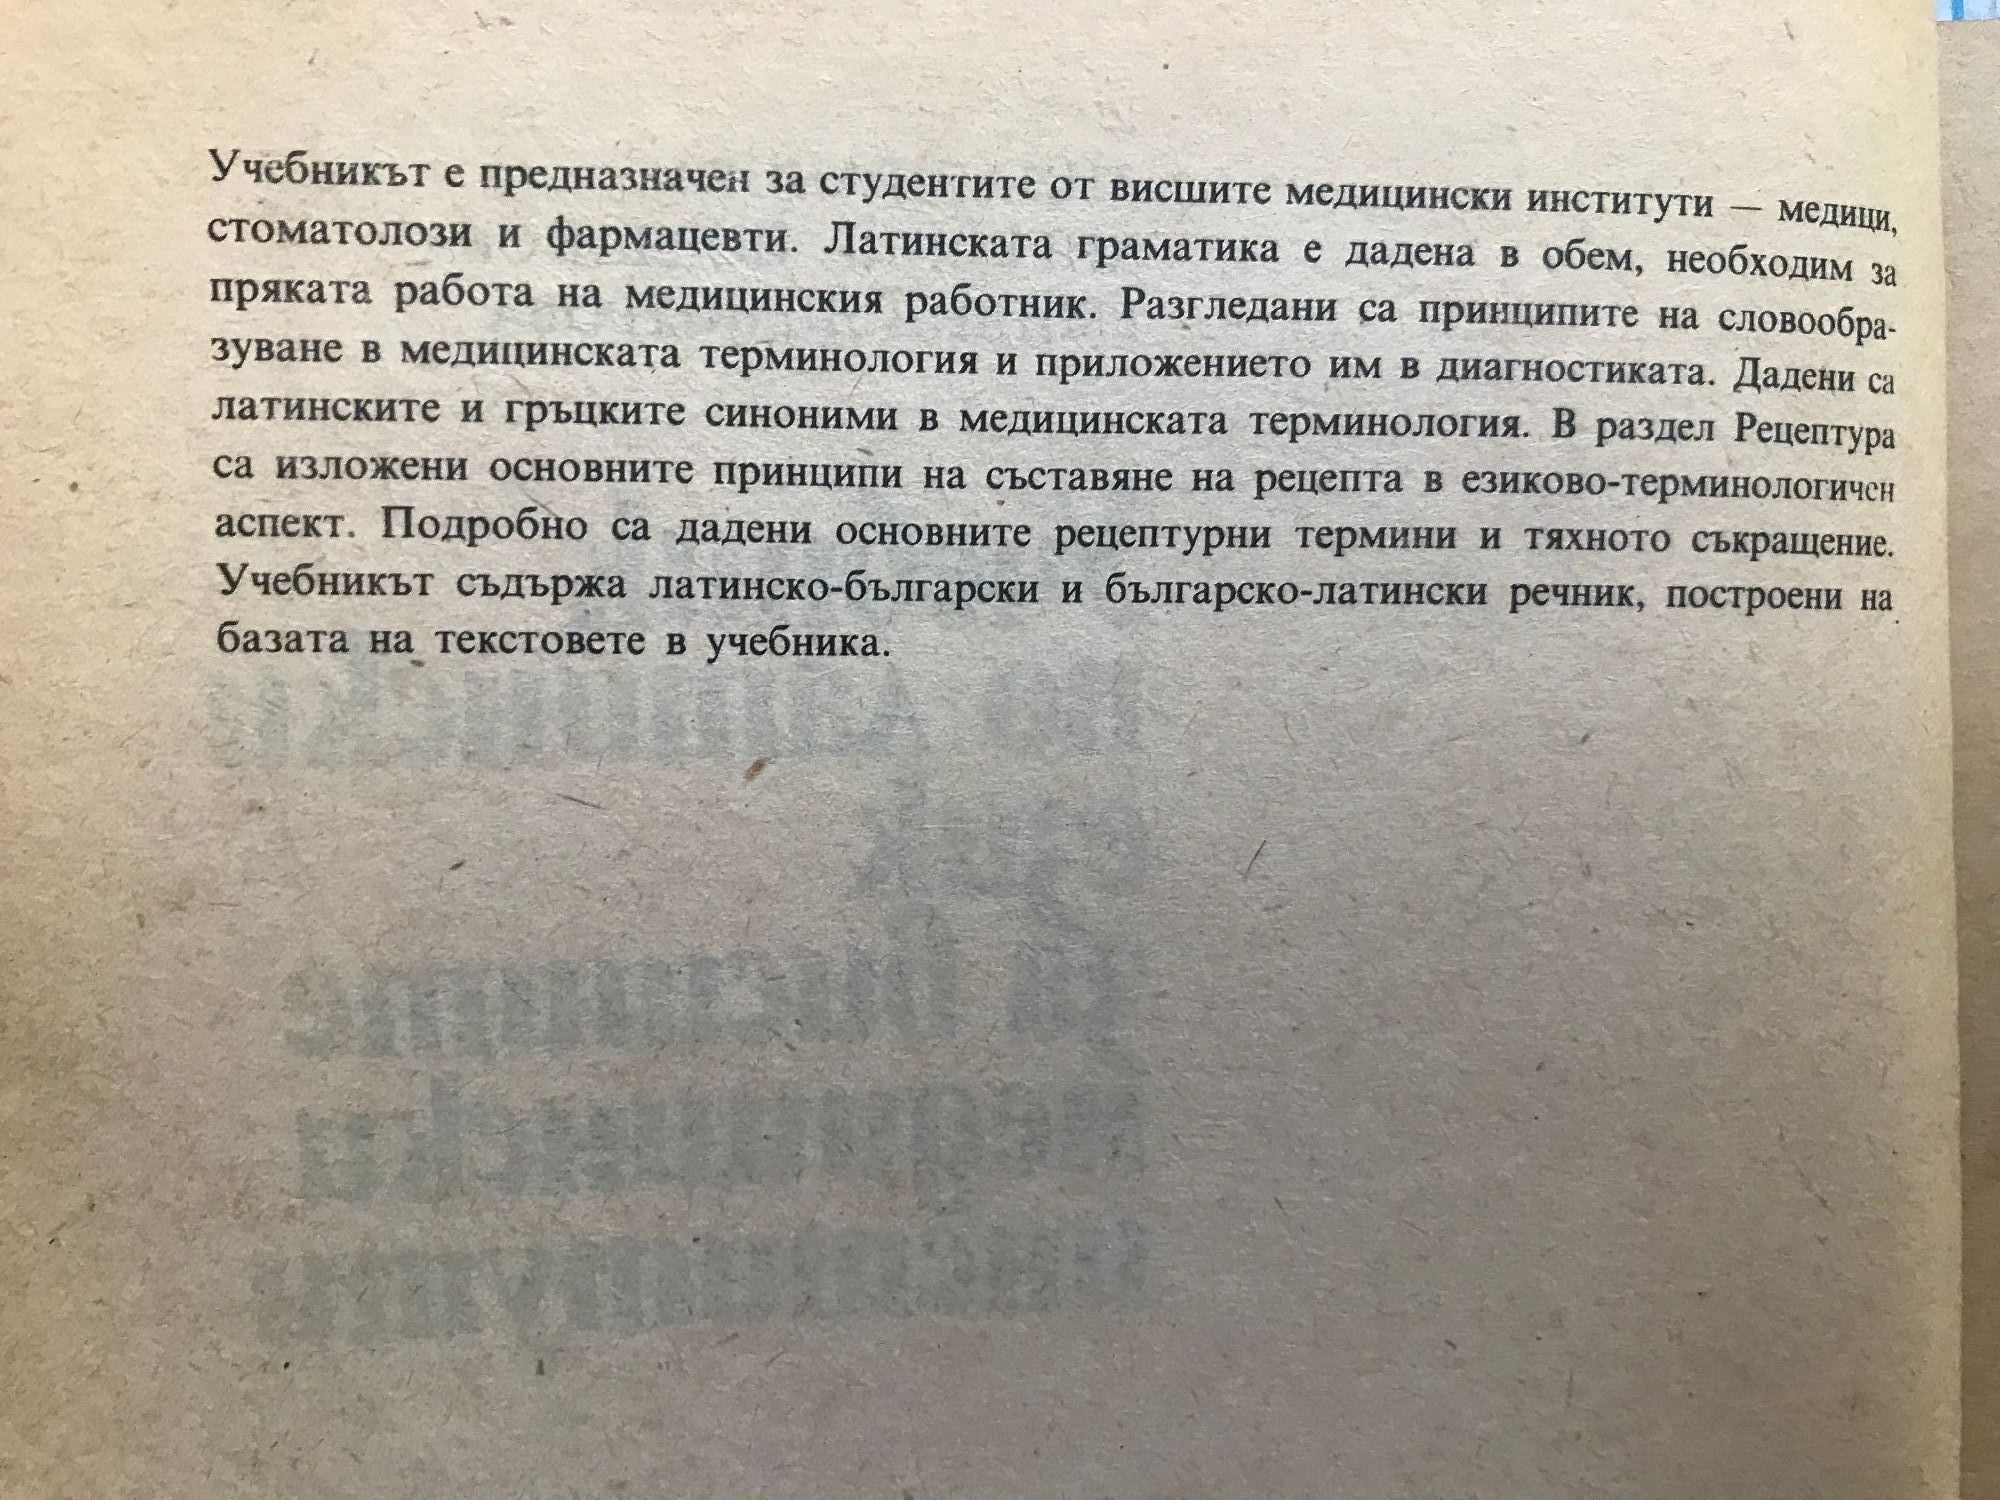 Учебникът е предназначен за студентите от висшите медицински институти — медици,
стоматолози и фармацевти. Латинската граматика е дадена в обем, необходим за
пряката работа на медицинския работник. Разгледани са принципите на словообра-
зуване в медицинската терминология и приложението им в диагностиката. Дадени са
латинските и гръцките синоними в медицинската терминология. В раздел Рецептура
са изложени основните принципи на съставяне на рецепта в езиково-терминологичен
аспект. Подробно са дадени основните рецептурни термини и тяхното съкращение.
Учебникът съдържа латинско-български и българско-латински речник, построени на
базата на текстовете в учебника.